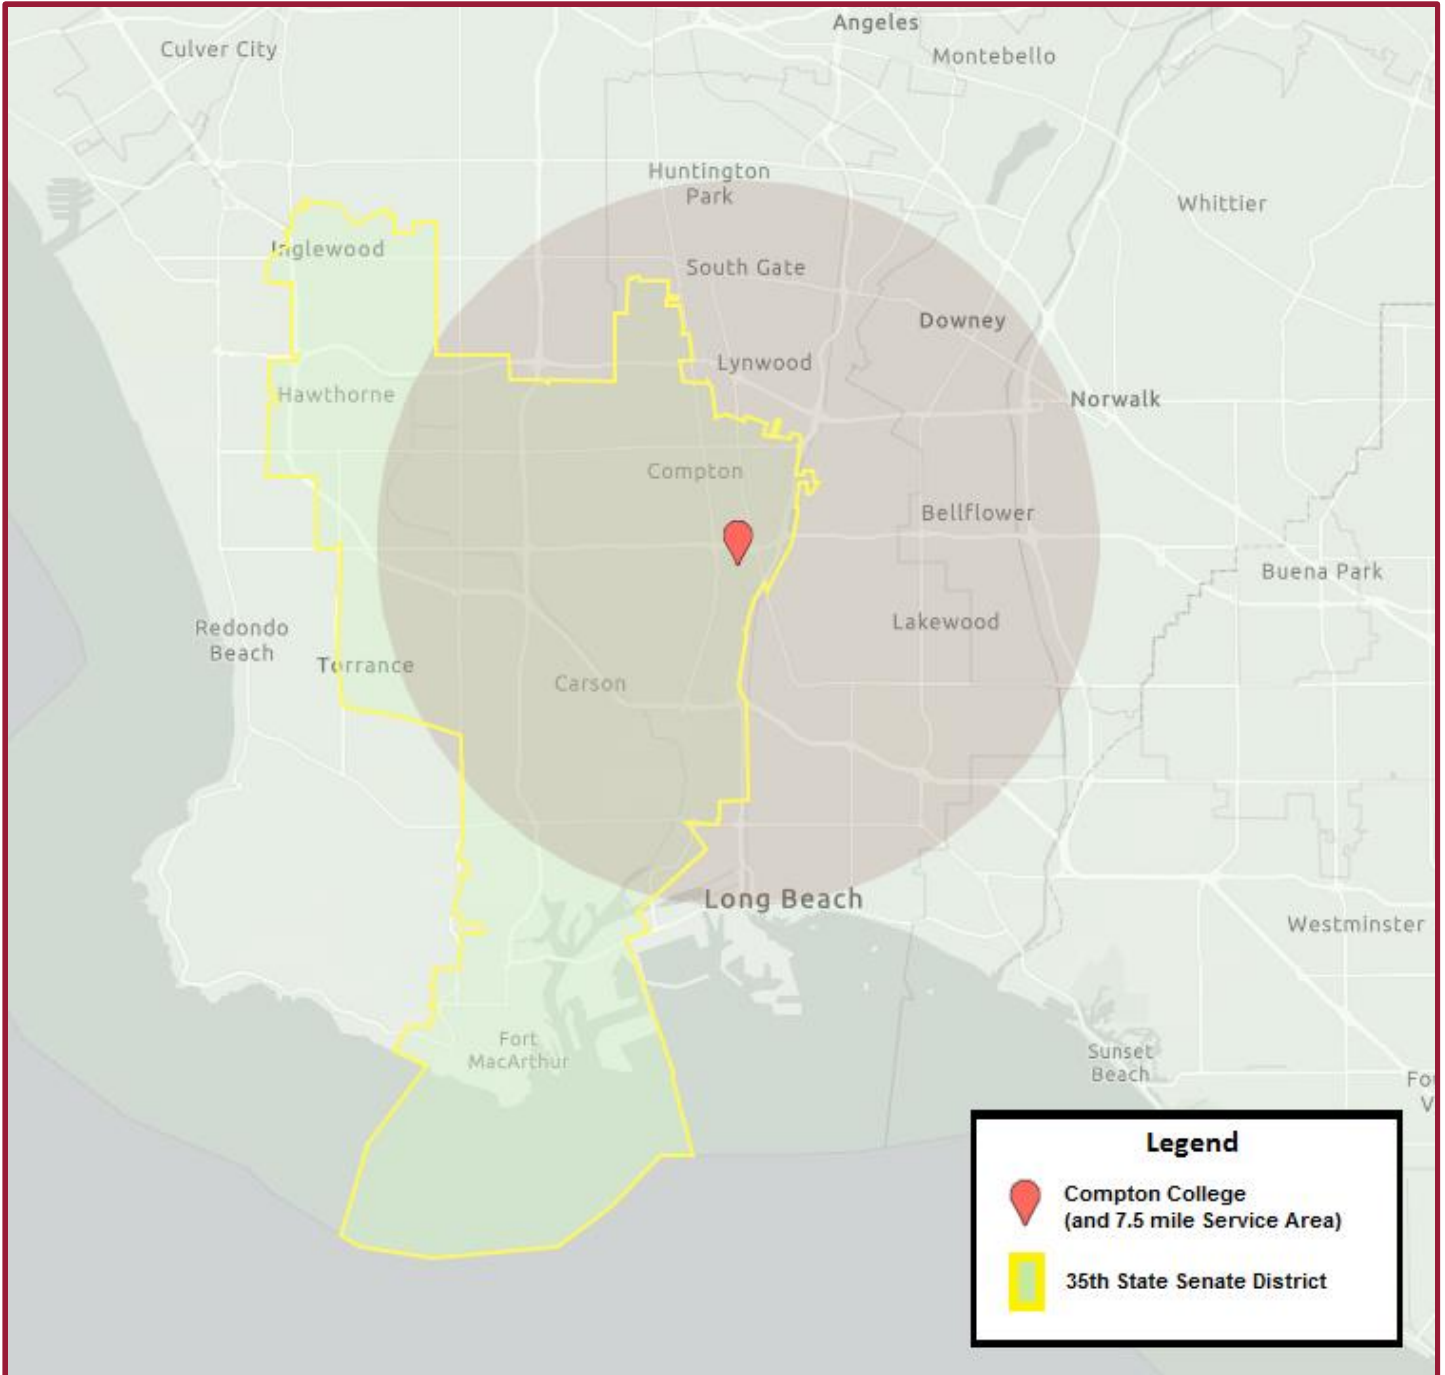 Angeles
Culver City
Montebello
Huntington
Park
Whittier
Inglewood
South Gate
Downey
Lynwood
Hawthorne
Norwalk
Compton
Bellflower
Buena Park
Redondo
Beach
Lakewood
Torrance
Carson
Long Beach
Westminster
Fort
MacArthur
Sunset
Beach
Fo
V
Legend
Compton College
(and 7.5 mile Service Area)
35th State Senate District